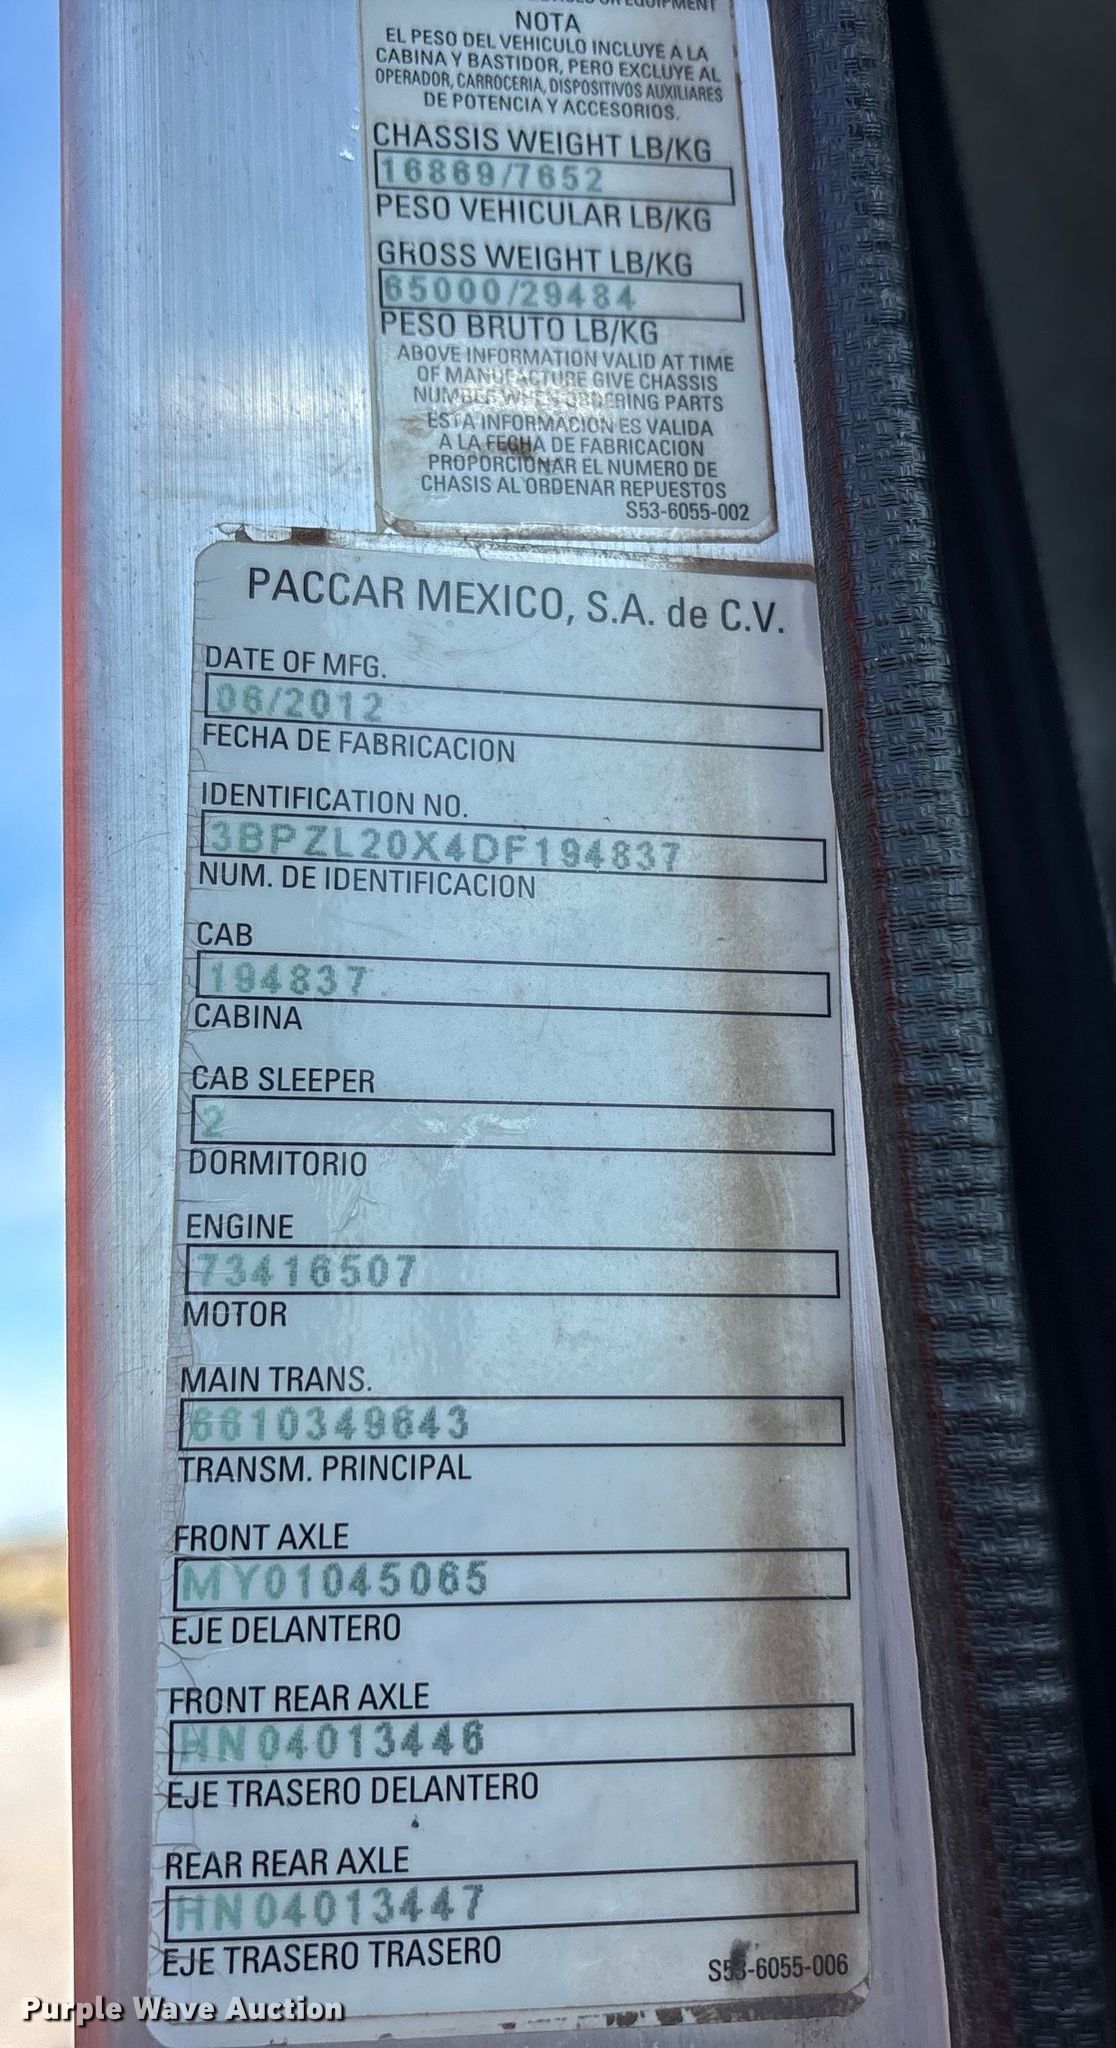 OR EQUIPMENT
NOTA
EL PESO DEL VEHICULO INCLUYE A LA
CABINA Y BASTIDOR, PERO EXCLUYE AL
OPERADOR, CARROCERIA, DISPOSITIVOS AUXILIARES
DE POTENCIA Y ACCESORIOS.
CHASSIS WEIGHT LB/KG
16869/7652
PESO VEHICULAR LB/KG
GROSS WEIGHT LB/KG
65000/29484
PESO BRUTO LB/KG
ABOVE INFORMATION VALID AT TIME
OF MANUFACTURE GIVE CHASSIS
NUMBER WHEN ORDERING PARTS
ESTA INFORMACION ES VALIDA
A LA FECHA DE FABRICACION
PROPORCIONAR EL NUMERO DE
CHASIS AL ORDENAR REPUESTOS
S53-6055-002
PACCAR MEXICO, S.A. de C.V.
DATE OF MFG.
06/2012
FECHA DE FABRICACION
IDENTIFICATION NO.
3BPZL20X4DF194837
NUM. DE IDENTIFICACION
CAB
194837
CABINA
CAB SLEEPER
2
DORMITORIO
ENGINE
73416507
MOTOR
MAIN TRANS.
6610349643
TRANSM. PRINCIPAL
FRONT AXLE
MY01045065
EJE DELANTERO
FRONT REAR AXLE
HN04013446
EJE TRASERO DELANTERO
REAR REAR AXLE
HN04013447
EJE TRASERO TRASERO
S53-6055-006
Purple Wave Auction